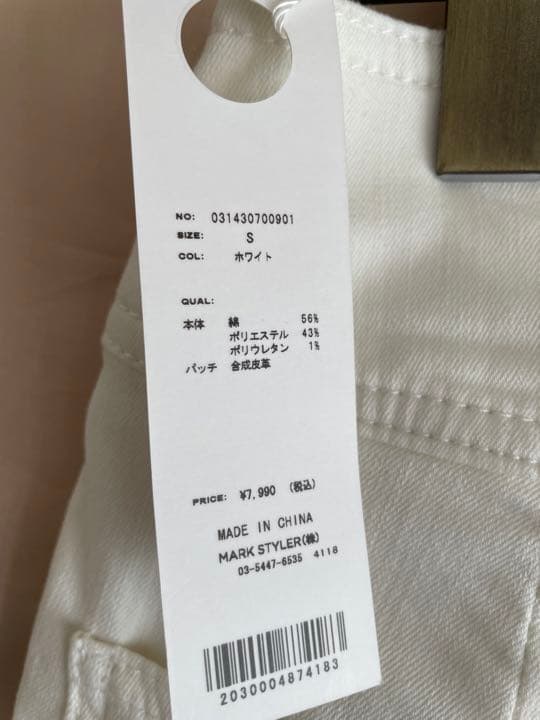 NO: 031430700901
SIZE: S
COL: ホワイト
QUAL:
本体 綿 56%
ポリエステル 43%
ポリウレタン 1%
パッチ 合成皮革
PRICE: ¥7,990 (税込)
MADE IN CHINA
MARK STYLER(株)
03-5447-6535 4118
2030004874183